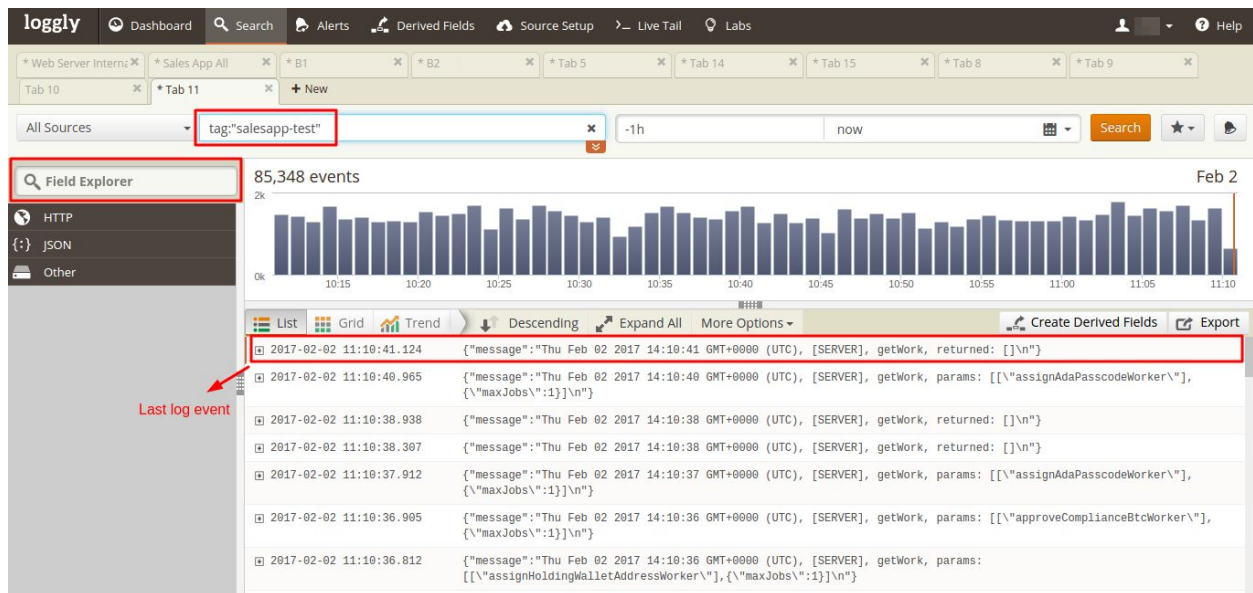 loggly Dashboard Search Alerts Derived Fields Source Setup Live Tail Labs Help
* Web Server Interna * Sales App All * B1 * B2 * Tab 5 * Tab 14 * Tab 15 * Tab 8 * Tab 9
Tab 10 * Tab 11 + New
All Sources tag:"salesapp-test" -1h now Search
Field Explorer
HTTP
{:} JSON
Other
85,348 events Feb 2
2k
0k
10:15 10:20 10:25 10:30 10:35 10:40 10:45 10:50 10:55 11:00 11:05 11:10
List Grid Trend Descending Expand All More Options Create Derived Fields Export
2017-02-02 11:10:41.124 {"message":"Thu Feb 02 2017 14:10:41 GMT+0000 (UTC), [SERVER], getWork, returned: []\n"}
2017-02-02 11:10:40.965 {"message":"Thu Feb 02 2017 14:10:40 GMT+0000 (UTC), [SERVER], getWork, params: [[\"assignAdaPasscodeWorker\"],
{\"maxJobs\":1}]\n"}
Last log event
2017-02-02 11:10:38.938 {"message":"Thu Feb 02 2017 14:10:38 GMT+0000 (UTC), [SERVER], getWork, returned: []\n"}
2017-02-02 11:10:38.307 {"message":"Thu Feb 02 2017 14:10:38 GMT+0000 (UTC), [SERVER], getWork, returned: []\n"}
2017-02-02 11:10:37.912 {"message":"Thu Feb 02 2017 14:10:37 GMT+0000 (UTC), [SERVER], getWork, params: [[\"assignAdaPasscodeWorker\"],
{\"maxJobs\":1}]\n"}
2017-02-02 11:10:36.905 {"message":"Thu Feb 02 2017 14:10:36 GMT+0000 (UTC), [SERVER], getWork, params: [[\"approveComplianceBtcWorker\"],
{\"maxJobs\":1}]\n"}
2017-02-02 11:10:36.812 {"message":"Thu Feb 02 2017 14:10:36 GMT+0000 (UTC), [SERVER], getWork, params:
[[\"assignHoldingWalletAddressWorker\"],{\"maxJobs\":1}]\n"}